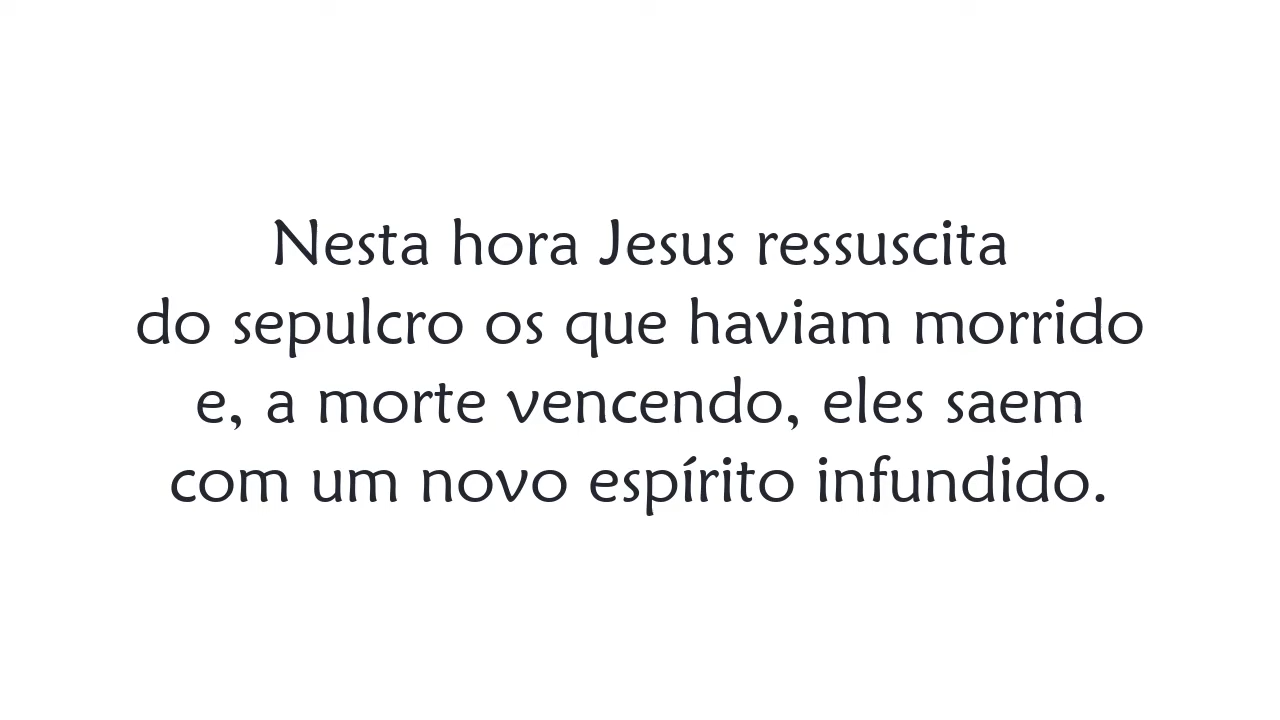 Nesta hora Jesus ressuscita
do sepulcro os que haviam morrido
e, a morte vencendo, eles saem
com um novo espírito infundido.